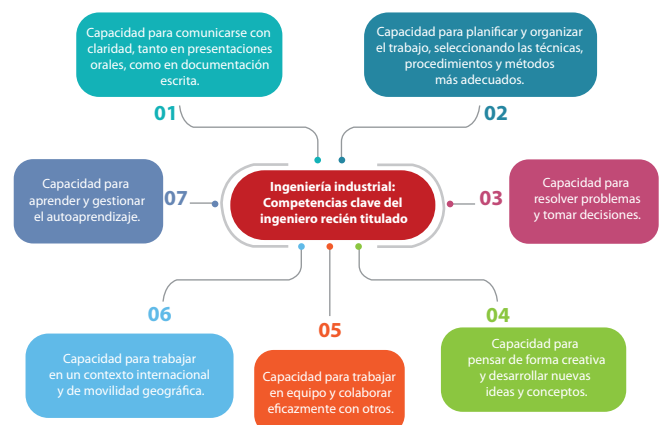 Capacidad para comunicarse con
claridad, tanto en presentaciones
orales, como en documentación
escrita.
01
Capacidad para planificar y organizar
el trabajo, seleccionando las técnicas,
procedimientos y métodos
más adecuados.
02
Ingeniería industrial:
Competencias clave del
ingeniero recién titulado
03
Capacidad para
resolver problemas
y tomar decisiones.
04
Capacidad para
pensar de forma creativa
y desarrollar nuevas
ideas y conceptos.
05
Capacidad para trabajar
en equipo y colaborar
eficazmente con otros.
06
Capacidad para trabajar
en un contexto internacional
y de movilidad geográfica.
07
Capacidad para
aprender y gestionar
el autoaprendizaje.